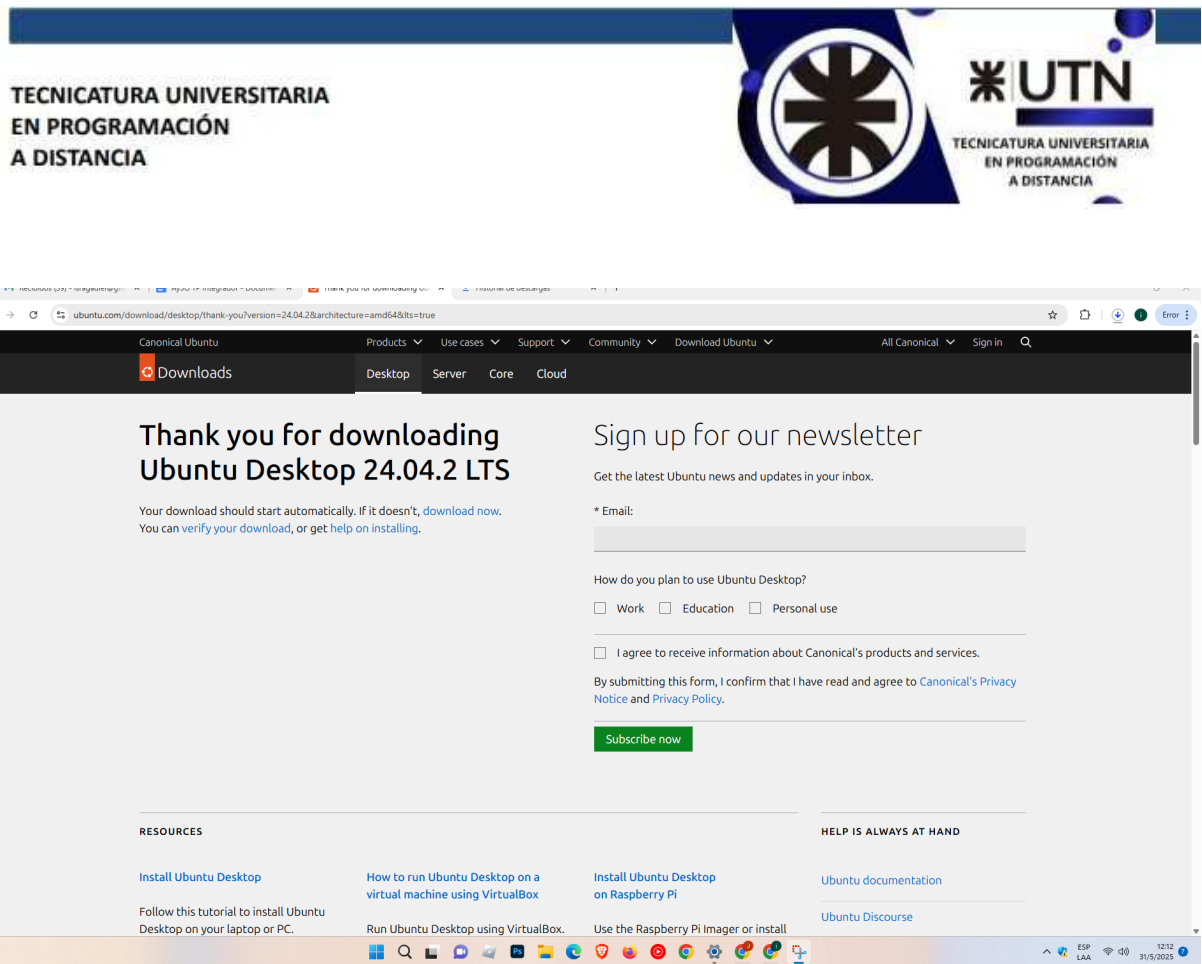 TECNICATURA UNIVERSITARIA
EN PROGRAMACIÓN
A DISTANCIA
UTN
TECNICATURA UNIVERSITARIA
EN PROGRAMACIÓN
A DISTANCIA
ubuntu.com/download/desktop/thank-you?version=24.04.2&architecture=amd64&lts=true
Error
Canonical Ubuntu Products Use cases Support Community Download Ubuntu All Canonical Sign in
Downloads Desktop Server Core Cloud
Thank you for downloading
Ubuntu Desktop 24.04.2 LTS
Your download should start automatically. If it doesn't, download now.
You can verify your download, or get help on installing.
Sign up for our newsletter
Get the latest Ubuntu news and updates in your inbox.
* Email:
How do you plan to use Ubuntu Desktop?
Work Education Personal use
I agree to receive information about Canonical's products and services.
By submitting this form, I confirm that I have read and agree to Canonical's Privacy
Notice and Privacy Policy.
Subscribe now
RESOURCES
Install Ubuntu Desktop
Follow this tutorial to install Ubuntu
Desktop on your laptop or PC.
How to run Ubuntu Desktop on a
virtual machine using VirtualBox
Run Ubuntu Desktop using VirtualBox.
Install Ubuntu Desktop
on Raspberry Pi
Use the Raspberry Pi Imager or install
HELP IS ALWAYS AT HAND
Ubuntu documentation
Ubuntu Discourse
Ps
ESP
LAA
12:12
31/5/2025